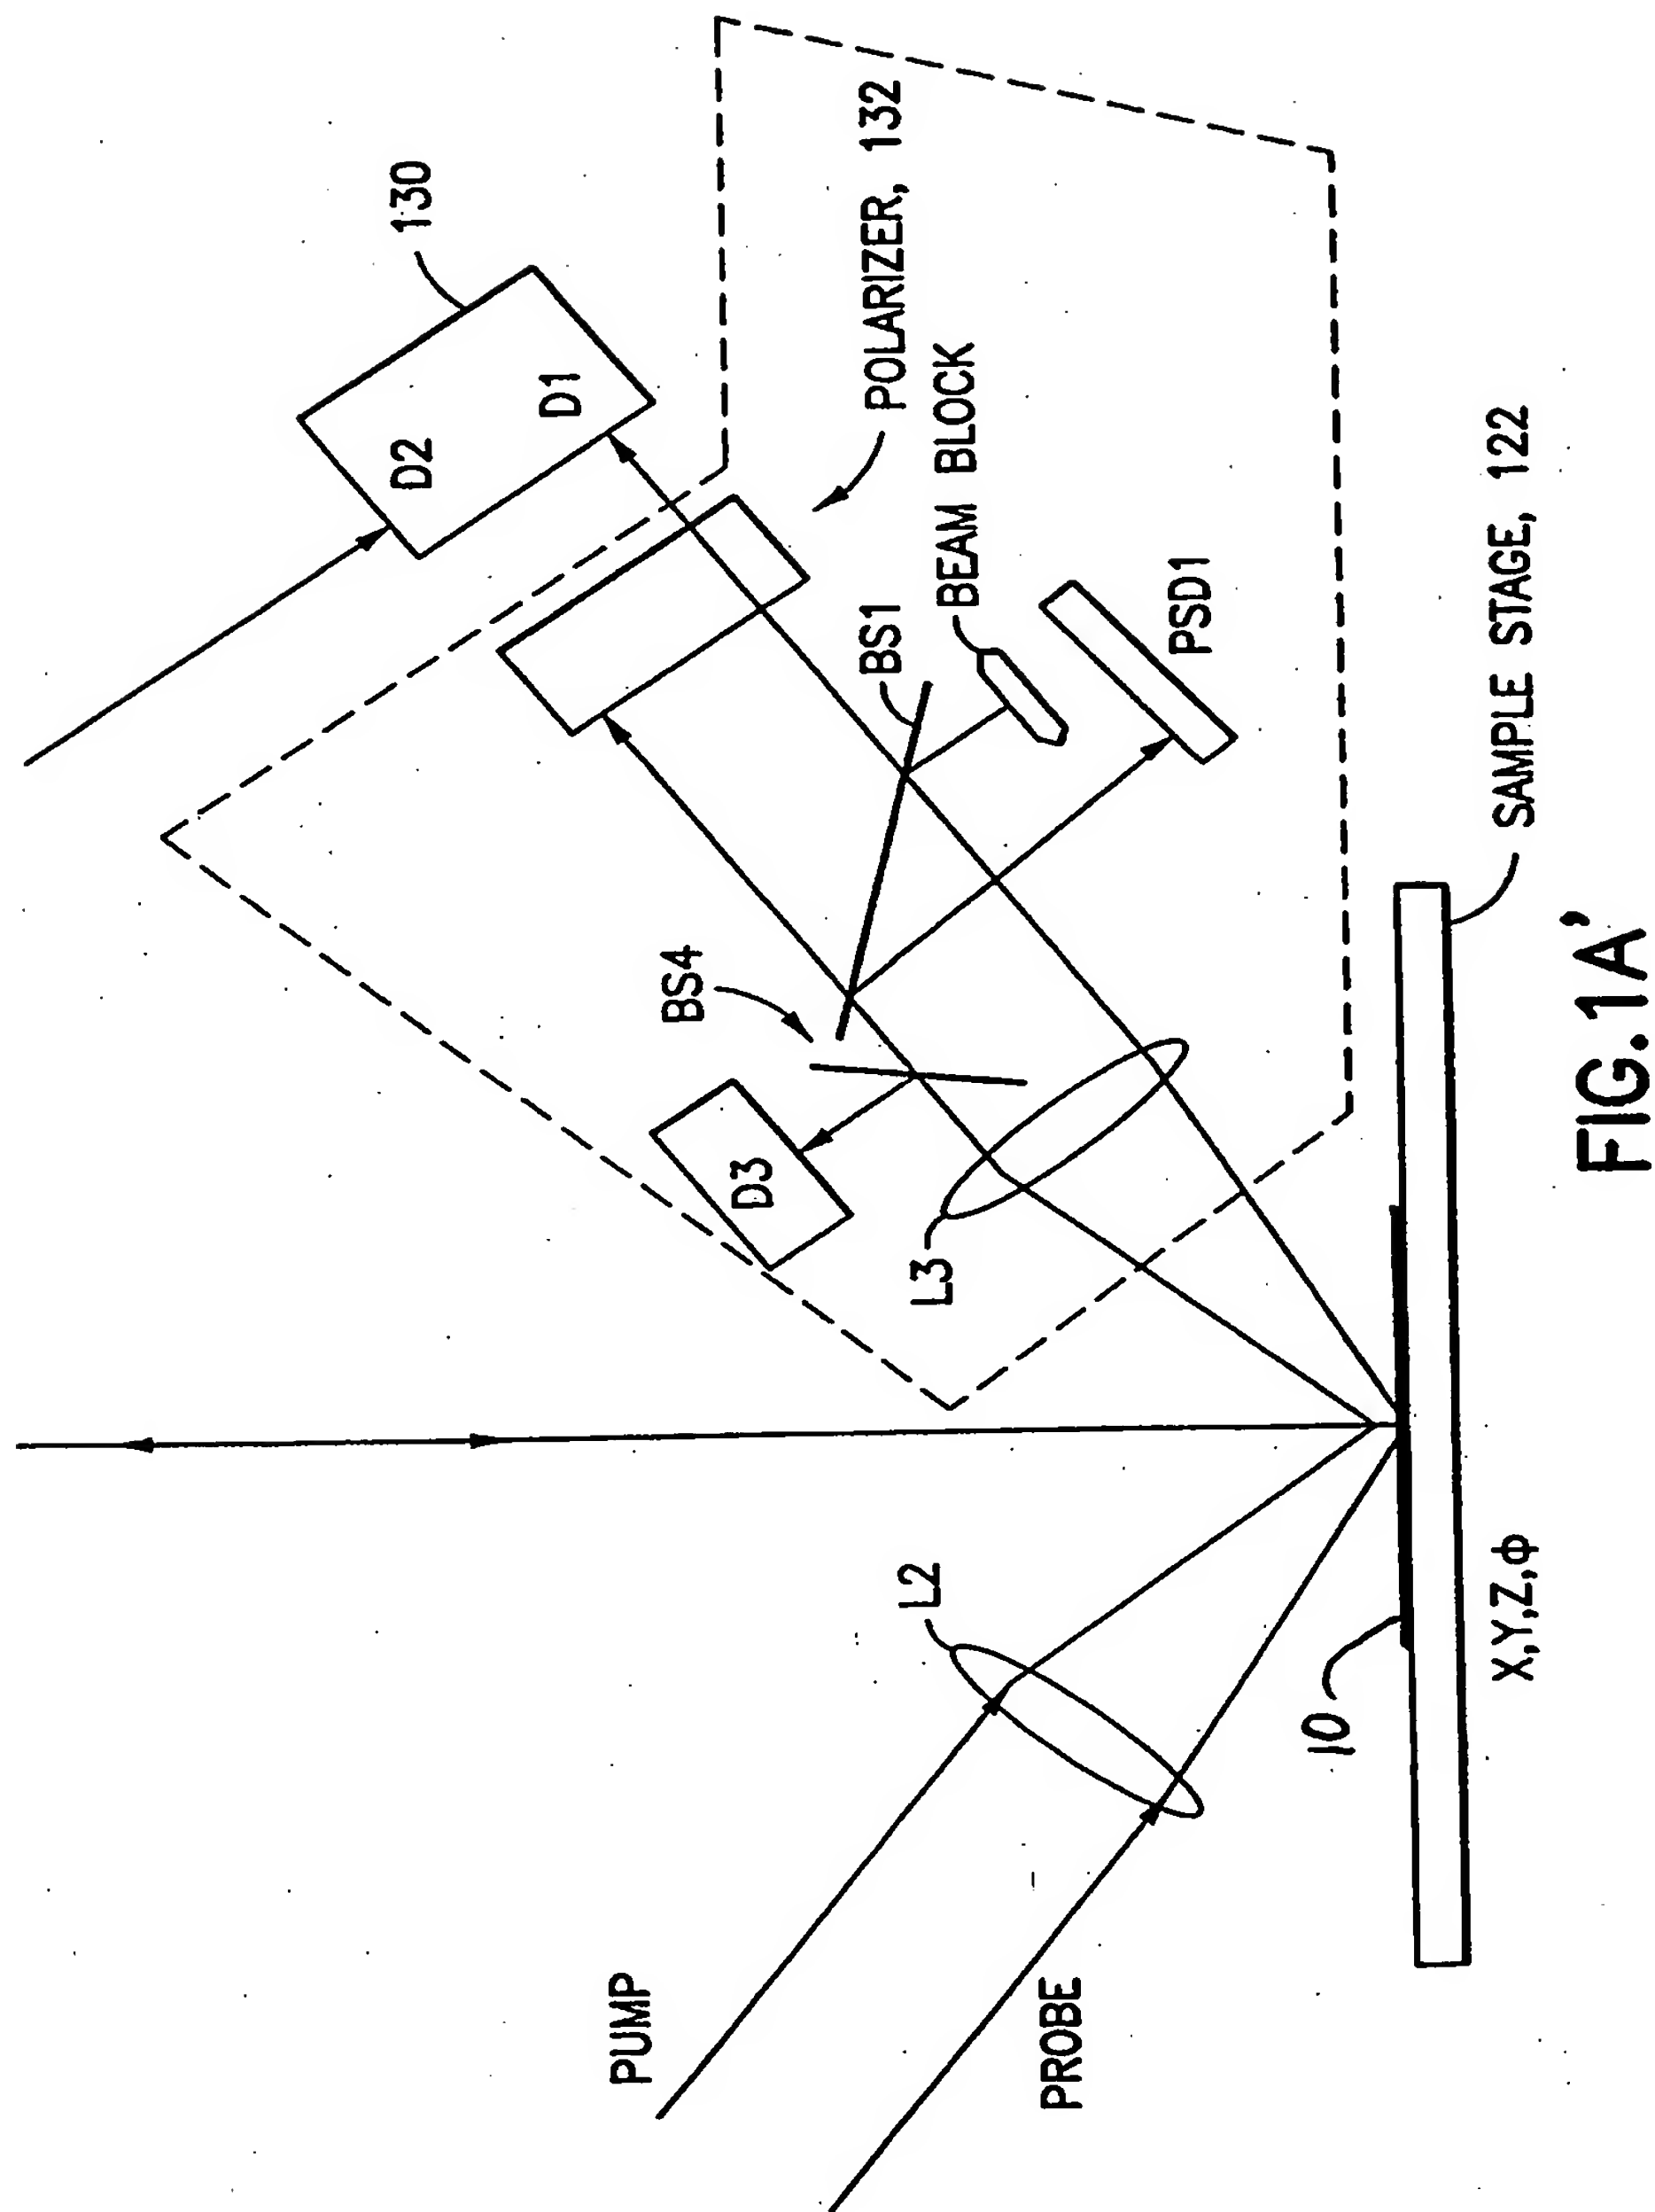 130
D2
D1
POLARIZER, 132
BS4
BS1
BEAM BLOCK
D3
PSD1
L3
PUMP
L2
PROBE
10
SAMPLE STAGE, 122
X,Y,Z,Φ
FIG.1A'